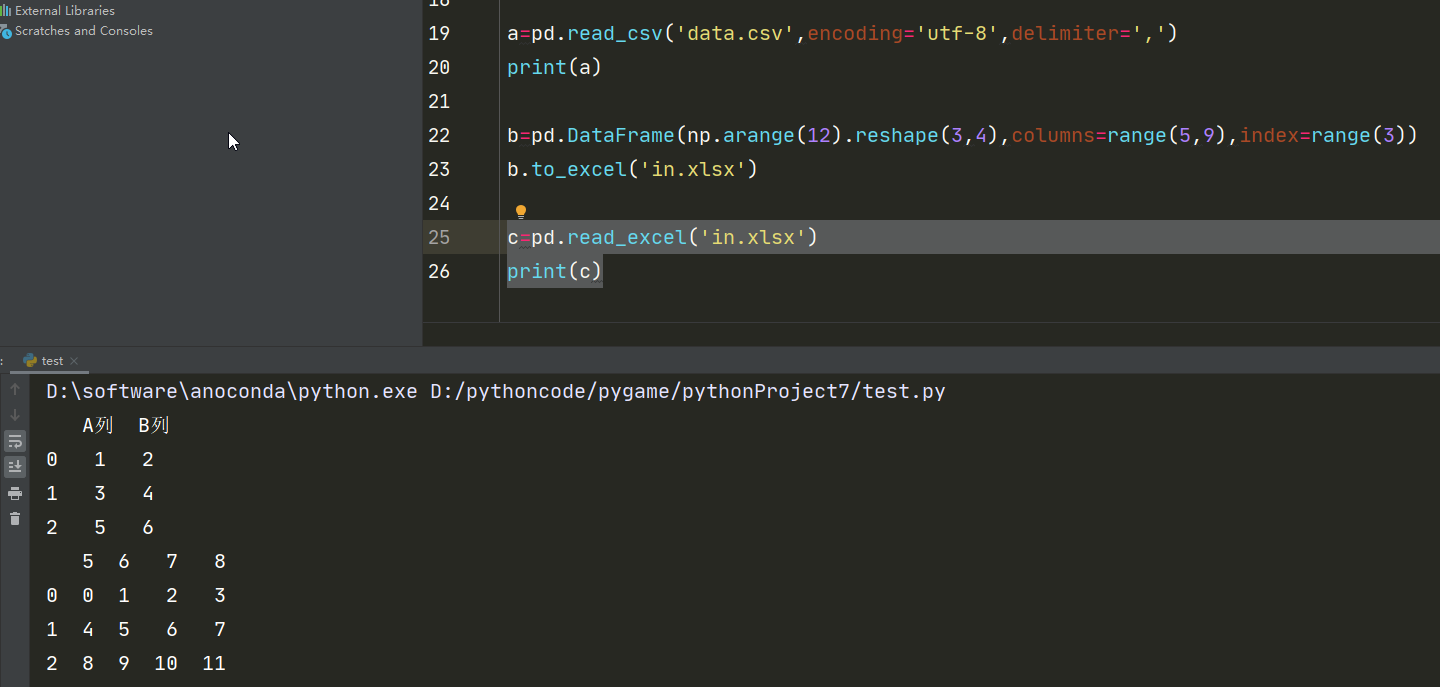 External Libraries
Scratches and Consoles
18
19 a=pd.read_csv('data.csv',encoding='utf-8',delimiter=',')
20 print(a)
21
22 b=pd.DataFrame(np.arange(12).reshape(3,4),columns=range(5,9),index=range(3))
23 b.to_excel('in.xlsx')
24
25 c=pd.read_excel('in.xlsx')
26 print(c)
: test
D:\software\anoconda\python.exe D:/pythoncode/pygame/pythonProject7/test.py
A列 B列
0 1 2
1 3 4
2 5 6
5 6 7 8
0 0 1 2 3
1 4 5 6 7
2 8 9 10 11